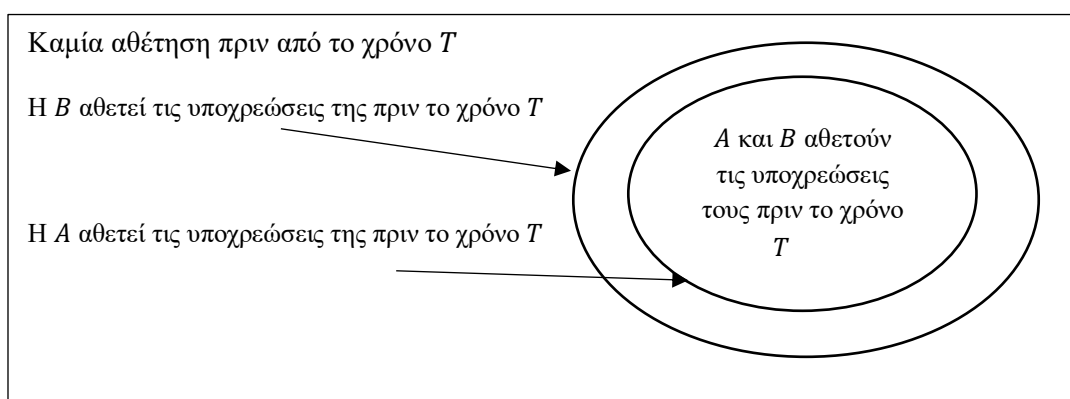 Καμία αθέτηση πριν από το χρόνο T
Η B αθετεί τις υποχρεώσεις της πριν το χρόνο T
Η A αθετεί τις υποχρεώσεις της πριν το χρόνο T
A και B αθετούν
τις υποχρεώσεις
τους πριν το χρόνο
T